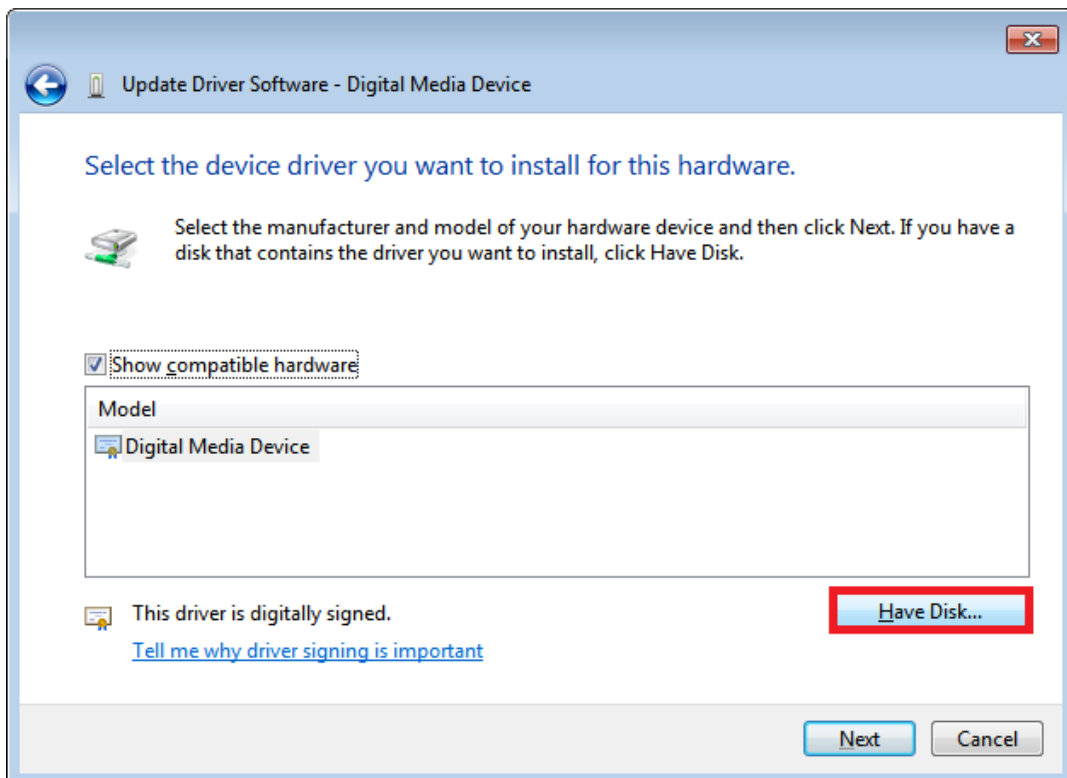 Update Driver Software - Digital Media Device
Select the device driver you want to install for this hardware.
Select the manufacturer and model of your hardware device and then click Next. If you have a
disk that contains the driver you want to install, click Have Disk.
Show compatible hardware
Model
Digital Media Device
This driver is digitally signed.
Have Disk...
Tell me why driver signing is important
Next
Cancel